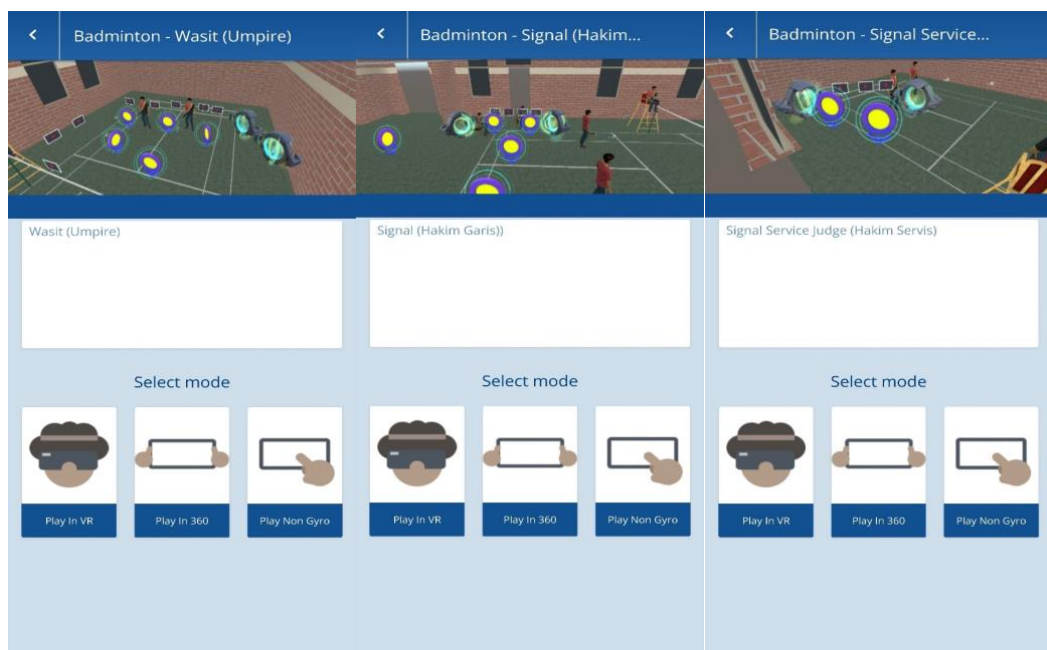 Badminton - Wasit (Umpire)
Wasit (Umpire)
Select mode
Play In VR
Play In 360
Play Non Gyro
Badminton - Signal (Hakim...
Signal (Hakim Garis))
Select mode
Play In VR
Play In 360
Play Non Gyro
Badminton - Signal Service...
Signal Service Judge (Hakim Servis)
Select mode
Play In VR
Play In 360
Play Non Gyro